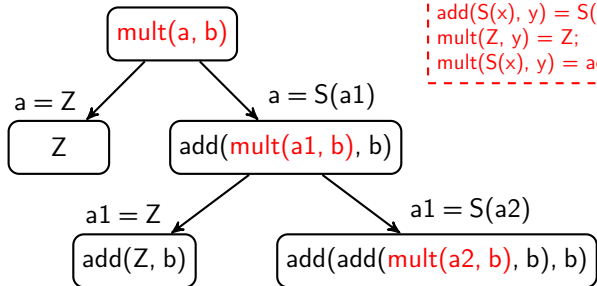 add(S(x), y) = S(
mult(Z, y) = Z;
mult(S(x), y) = a
mult(a, b)
a = Z
a = S(a1)
Z
add(mult(a1, b), b)
a1 = Z
a1 = S(a2)
add(Z, b)
add(add(mult(a2, b), b), b)